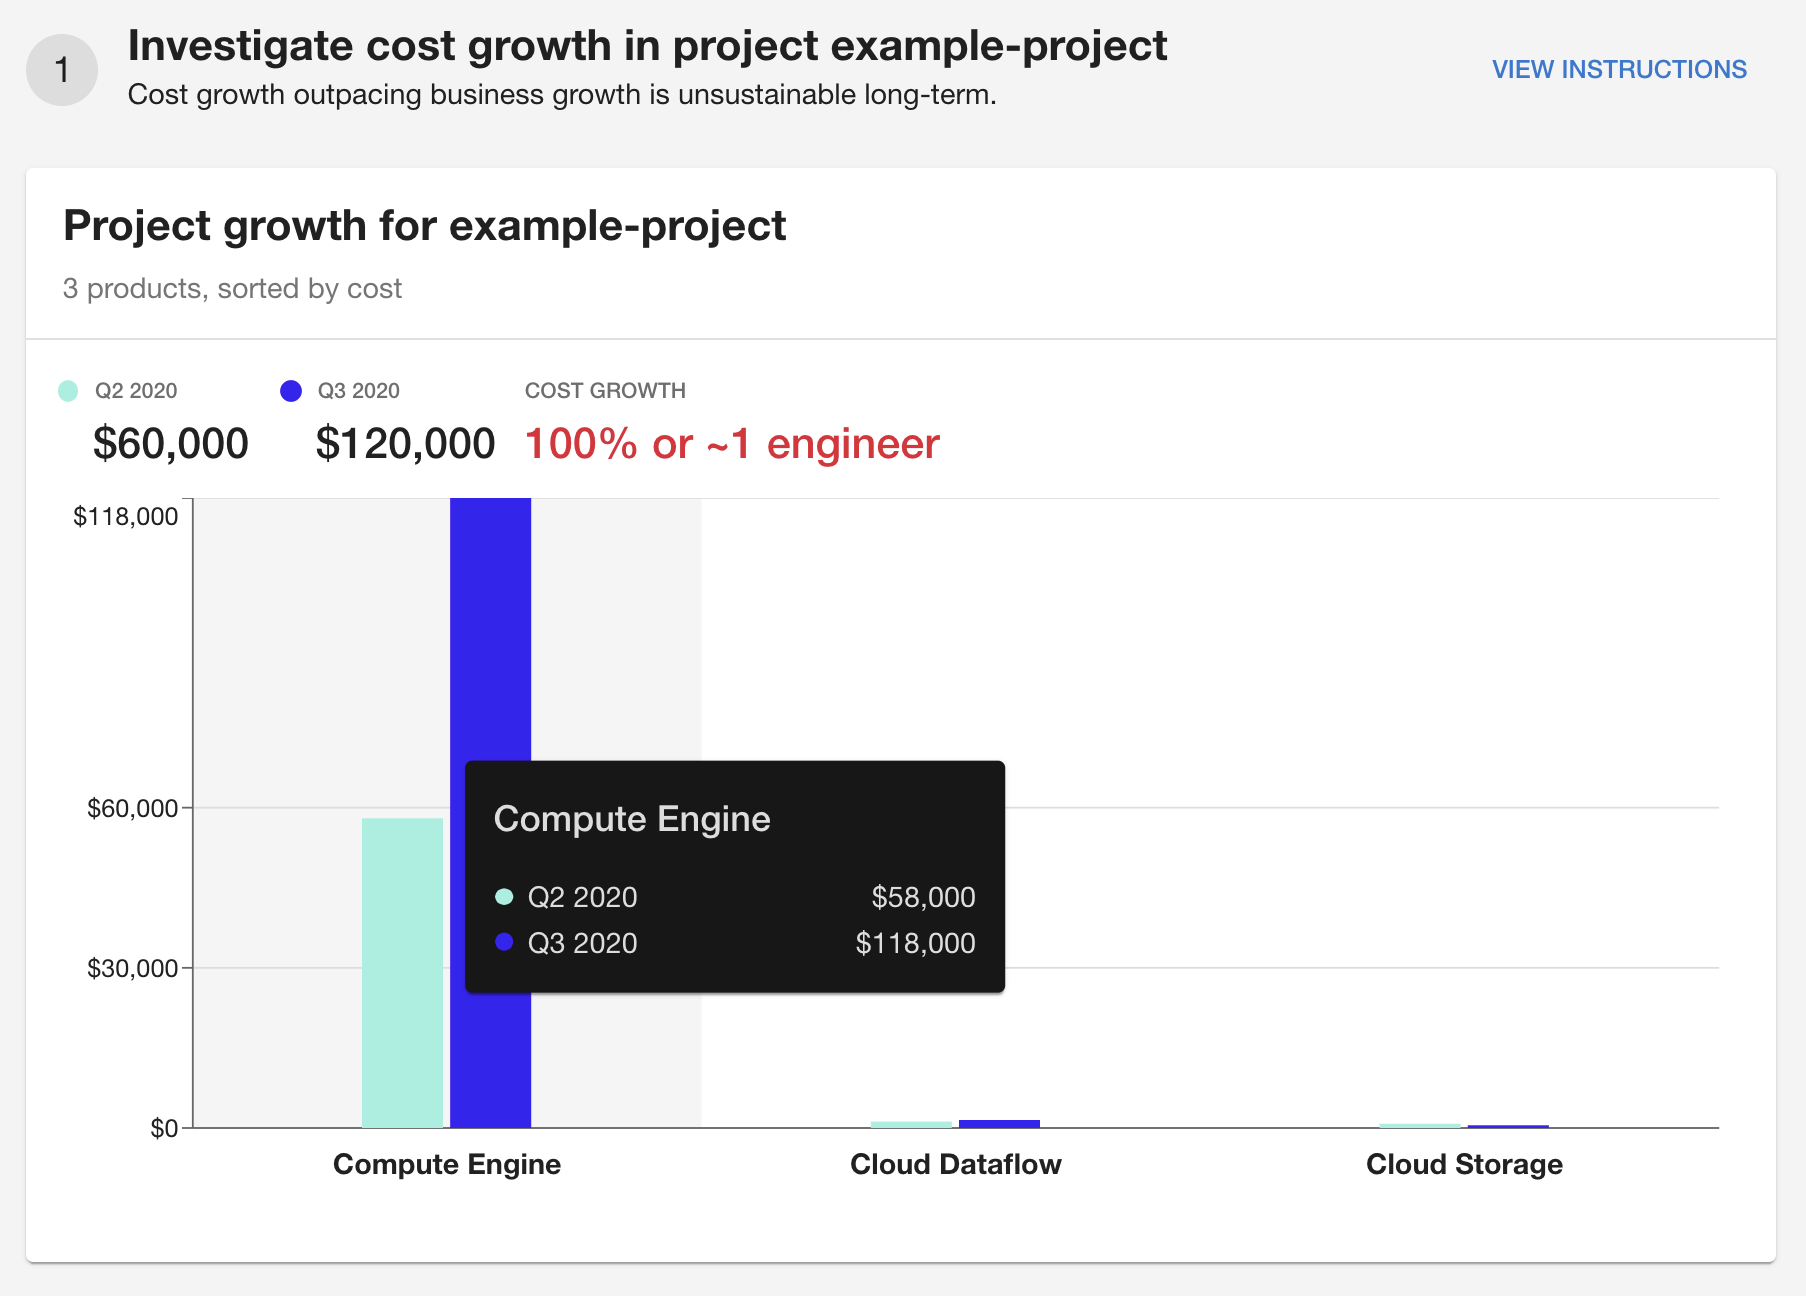 1
Investigate cost growth in project example-project
Cost growth outpacing business growth is unsustainable long-term.
VIEW INSTRUCTIONS
Project growth for example-project
3 products, sorted by cost
Q2 2020
$60,000
Q3 2020
$120,000
COST GROWTH
100% or ~1 engineer
$118,000
$60,000
$30,000
$0
Compute Engine
Q2 2020 $58,000
Q3 2020 $118,000
Compute Engine
Cloud Dataflow
Cloud Storage